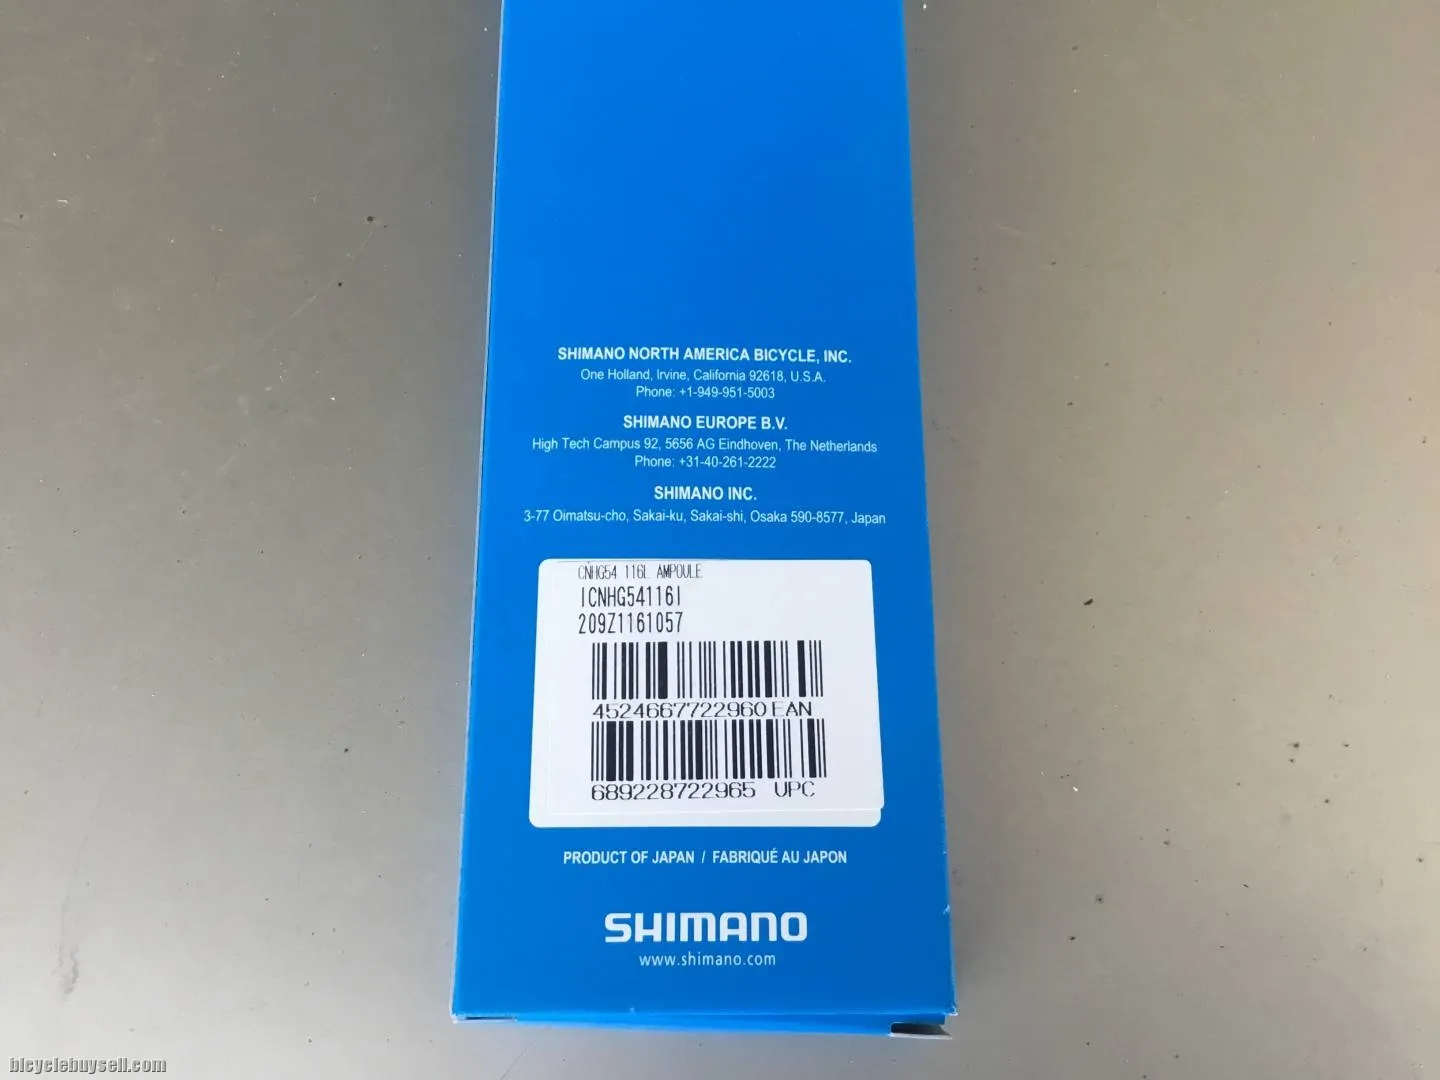 SHIMANO NORTH AMERICA BICYCLE, INC.
One Holland, Irvine, California 92618, U.S.A.
Phone: +1-949-951-5003
SHIMANO EUROPE B.V.
High Tech Campus 92, 5656 AG Eindhoven, The Netherlands
Phone: +31-40-261-2222
SHIMANO INC.
3-77 Oimatsu-cho, Sakai-ku, Sakai-shi, Osaka 590-8577, Japan
CNHG54 116L AMPOULE
ICNHG54116I
209Z1161057
4524667722960 EAN
689228722965 UPC
PRODUCT OF JAPAN / FABRIQUÉ AU JAPON
SHIMANO
www.shimano.com
bicyclebuysell.com